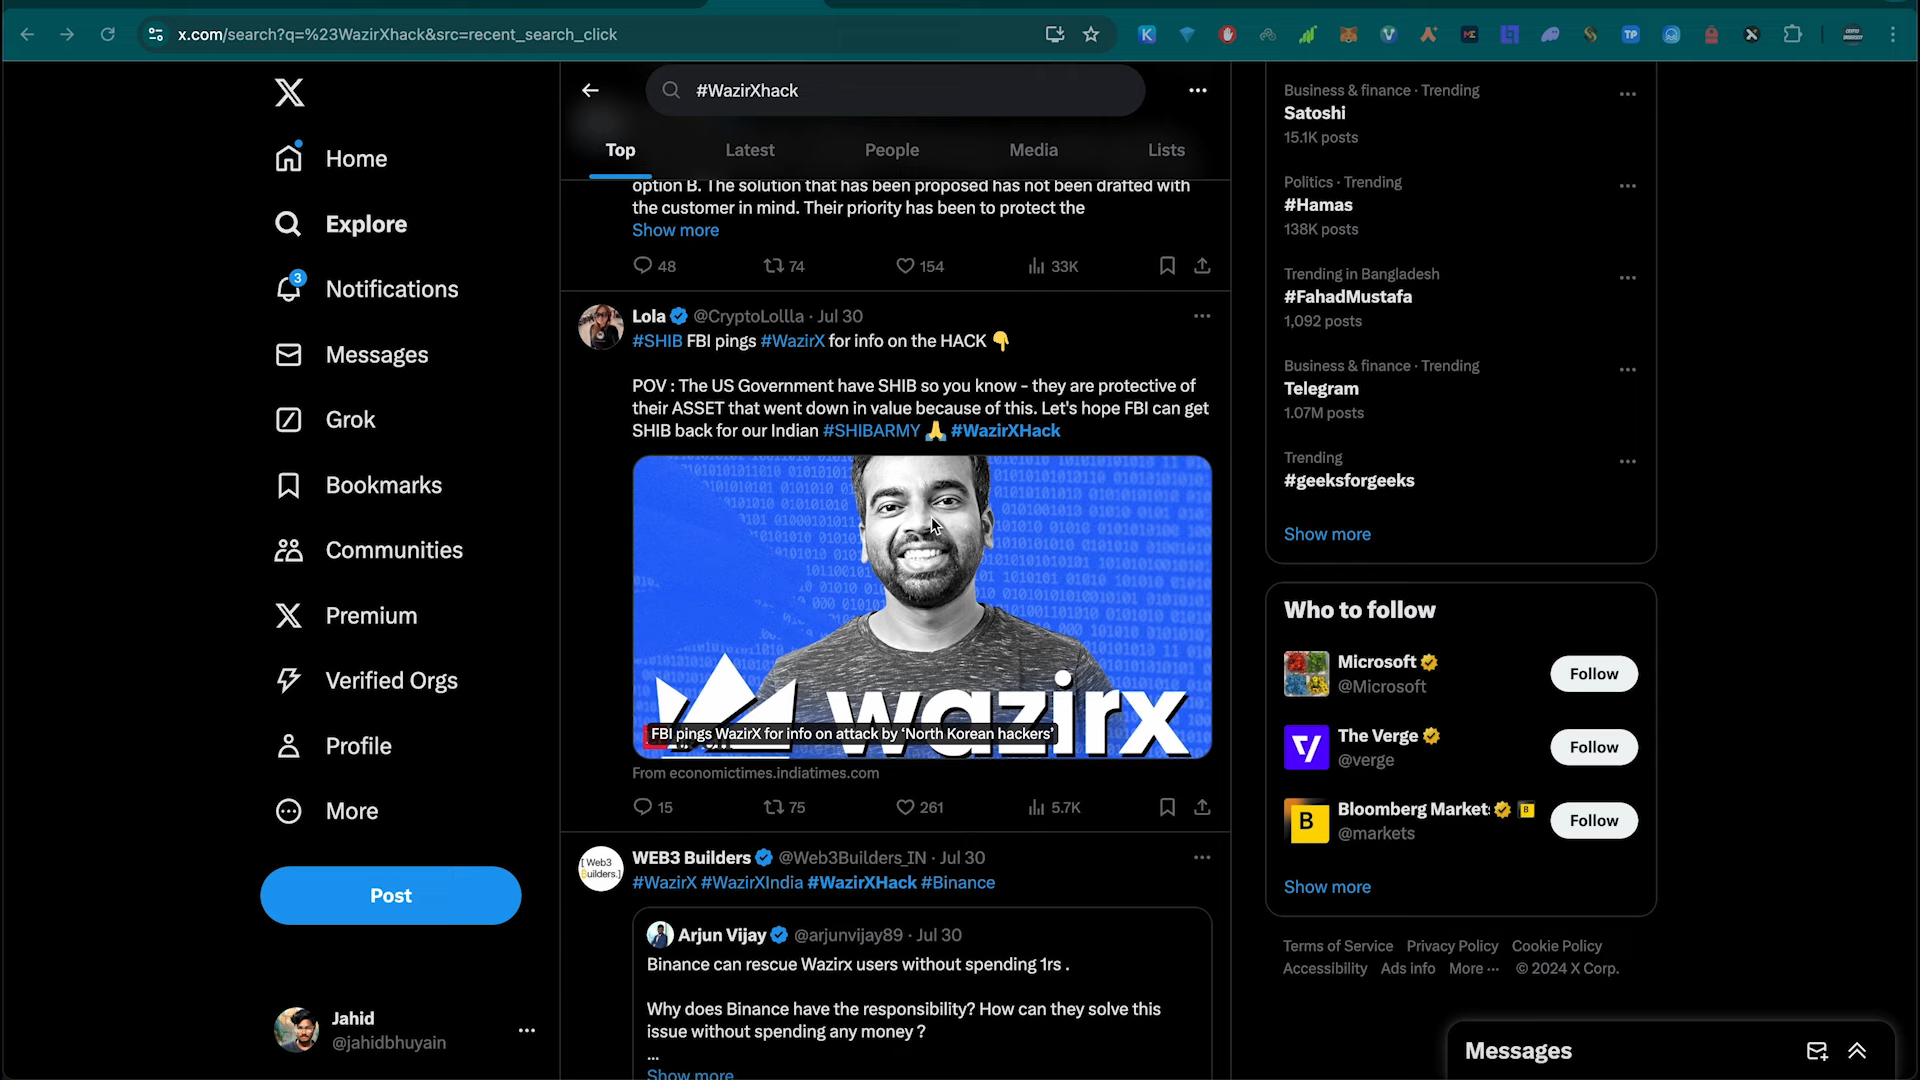 x.com/search?q=%23WazirXhack&src=recent_search_click
Home
Explore
3
Notifications
Messages
Grok
Bookmarks
Communities
Premium
Verified Orgs
Profile
More
Post
Jahid
@jahidbhuyain
#WazirXhack
Top
Latest
People
Media
Lists
option B. The solution that has been proposed has not been drafted with
the customer in mind. Their priority has been to protect the
Show more
48
74
154
33K
Lola @CryptoLollla · Jul 30
#SHIB FBI pings #WazirX for info on the HACK 👇
POV : The US Government have SHIB so you know - they are protective of
their ASSET that went down in value because of this. Let's hope FBI can get
SHIB back for our Indian #SHIBARMY 🙏 #WazirXHack
wazirx
FBI pings WazirX for info on attack by ‘North Korean hackers’
From economictimes.indiatimes.com
15
75
261
5.7K
[ Web3
Builders.]
WEB3 Builders @Web3Builders_IN · Jul 30
#WazirX #WazirXIndia #WazirXHack #Binance
Arjun Vijay @arjunvijay89 · Jul 30
Binance can rescue Wazirx users without spending 1rs .
Why does Binance have the responsibility? How can they solve this
issue without spending any money ?
...
Show more
Business & finance · Trending
Satoshi
15.1K posts
Politics · Trending
#Hamas
138K posts
Trending in Bangladesh
#FahadMustafa
1,092 posts
Business & finance · Trending
Telegram
1.07M posts
Trending
#geeksforgeeks
Show more
Who to follow
Microsoft
@Microsoft
Follow
The Verge
@verge
Follow
B
Bloomberg Market
@markets
Follow
Show more
Terms of Service Privacy Policy Cookie Policy
Accessibility Ads info More ··· © 2024 X Corp.
Messages